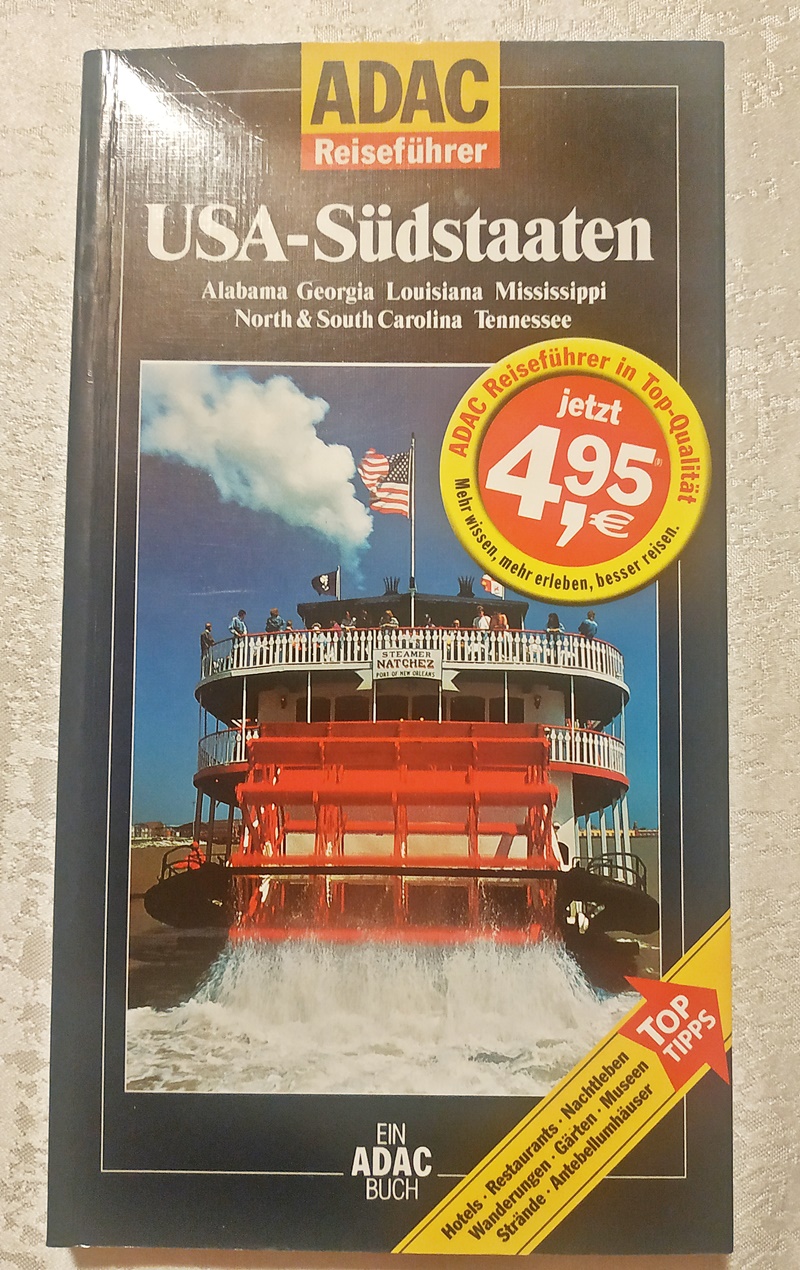 ADAC
Reiseführer
USA-Südstaaten
Alabama Georgia Louisiana Mississippi
North & South Carolina Tennessee
ADAC Reiseführer in Top-Qualität
jetzt
4,95 €
Mehr wissen, mehr erleben, besser reisen.
STEAMER
NATCHEZ
PORT OF NEW ORLEANS
TOP
TIPPS
Hotels · Restaurants · Nachtleben
Wanderungen · Gärten · Museen
Strände · Antebellumhäuser
EIN
ADAC
BUCH